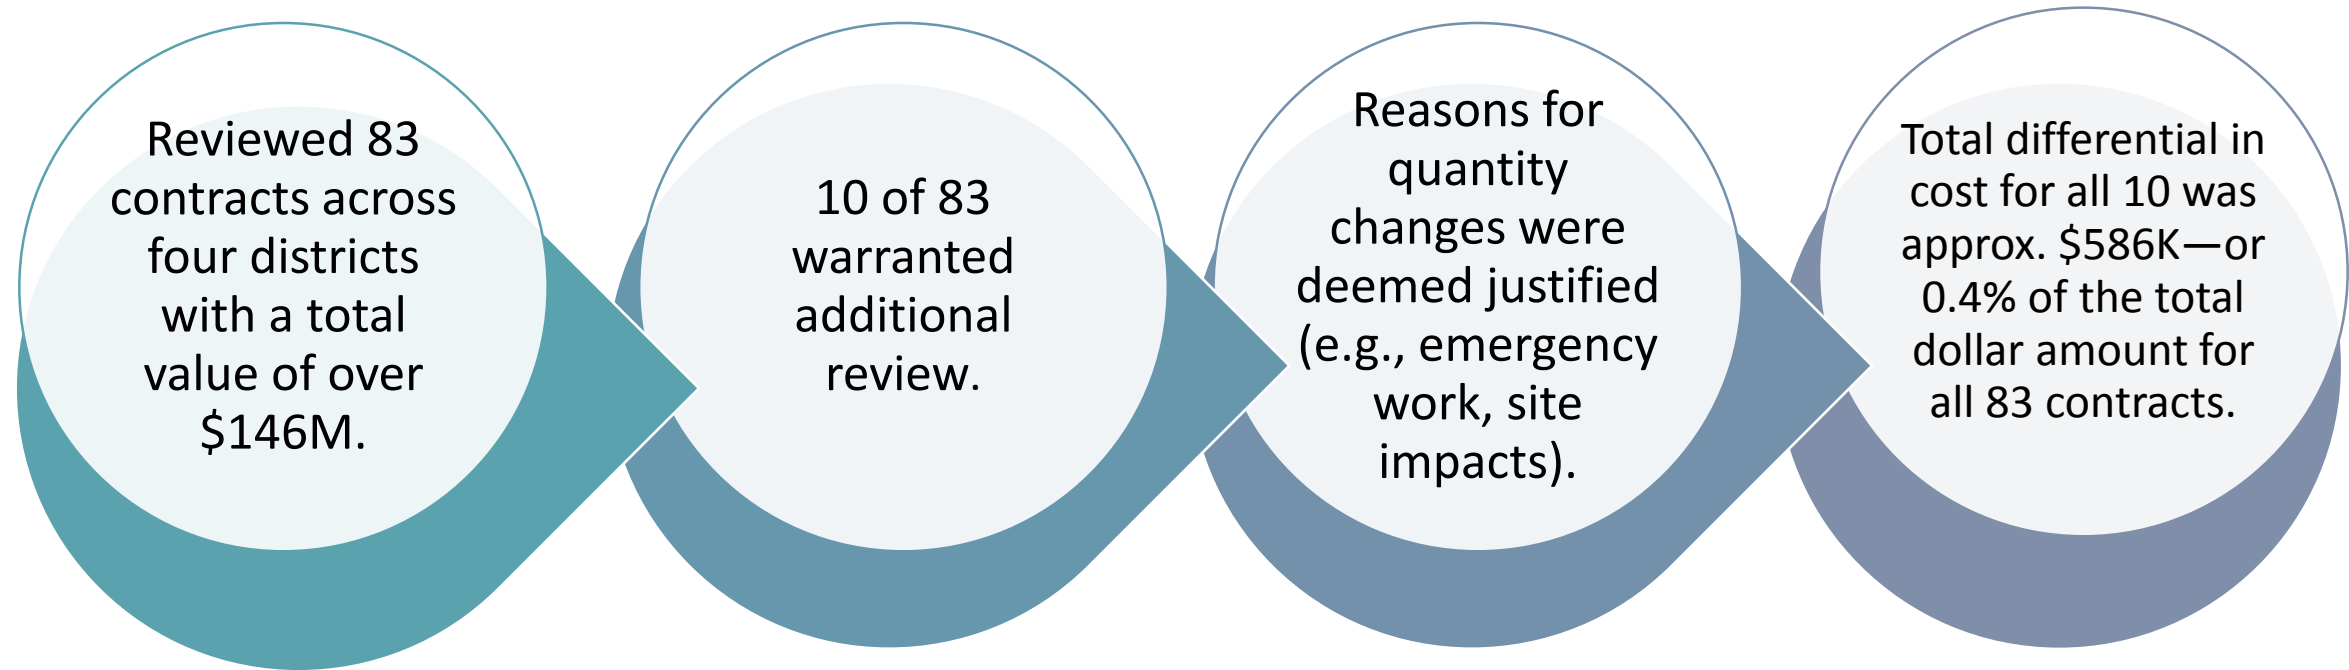 Reviewed 83
contracts across
four districts
with a total
value of over
$146M.
10 of 83
warranted
additional
review.
Reasons for
quantity
changes were
deemed justified
(e.g., emergency
work, site
impacts).
Total differential in
cost for all 10 was
approx. $586K—or
0.4% of the total
dollar amount for
all 83 contracts.